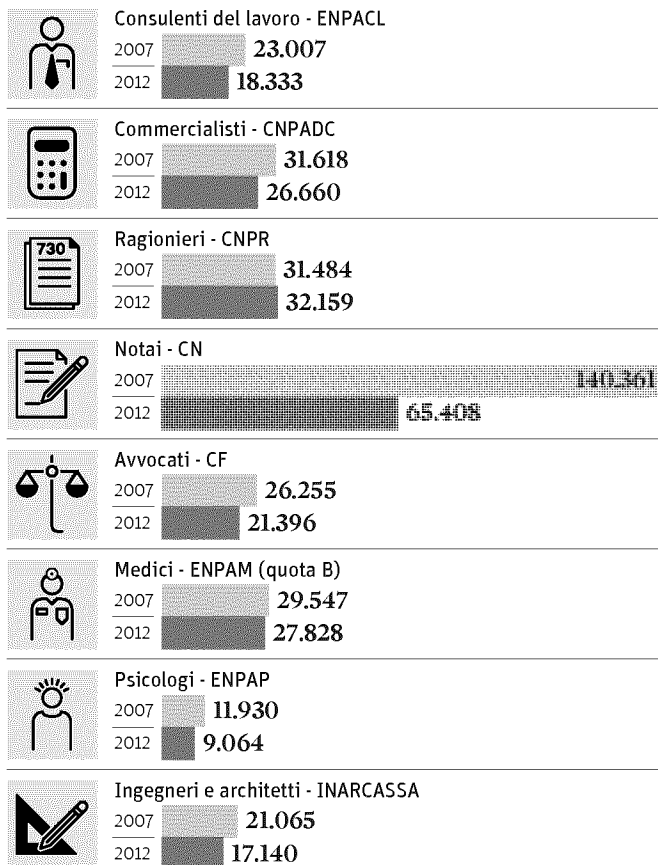 Consulenti del lavoro - ENPACL
2007 23.007
2012 18.333
Commercialisti - CNPADC
2007 31.618
2012 26.660
730
Ragionieri - CNPR
2007 31.484
2012 32.159
Notai - CN
2007 140.361
2012 65.408
Avvocati - CF
2007 26.255
2012 21.396
Medici - ENPAM (quota B)
2007 29.547
2012 27.828
Psicologi - ENPAP
2007 11.930
2012 9.064
Ingegneri e architetti - INARCASSA
2007 21.065
2012 17.140